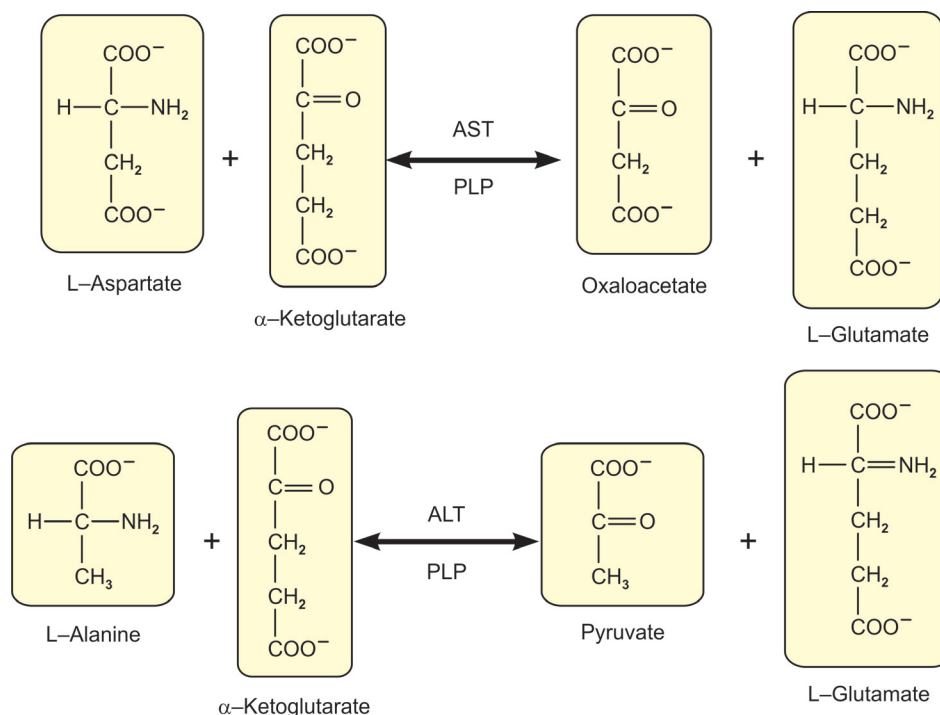 COO⁻
H—C—NH₂
CH₂
COO⁻
L–Aspartate
+
COO⁻
C=O
CH₂
CH₂
COO⁻
α–Ketoglutarate
AST
PLP
COO⁻
C=O
CH₂
COO⁻
Oxaloacetate
+
COO⁻
H—C—NH₂
CH₂
CH₂
COO⁻
L–Glutamate
COO⁻
H—C—NH₂
CH₃
L–Alanine
+
COO⁻
C=O
CH₂
CH₂
COO⁻
α–Ketoglutarate
ALT
PLP
COO⁻
C=O
CH₃
Pyruvate
+
COO⁻
H—C=NH₂
CH₂
CH₂
COO⁻
L–Glutamate